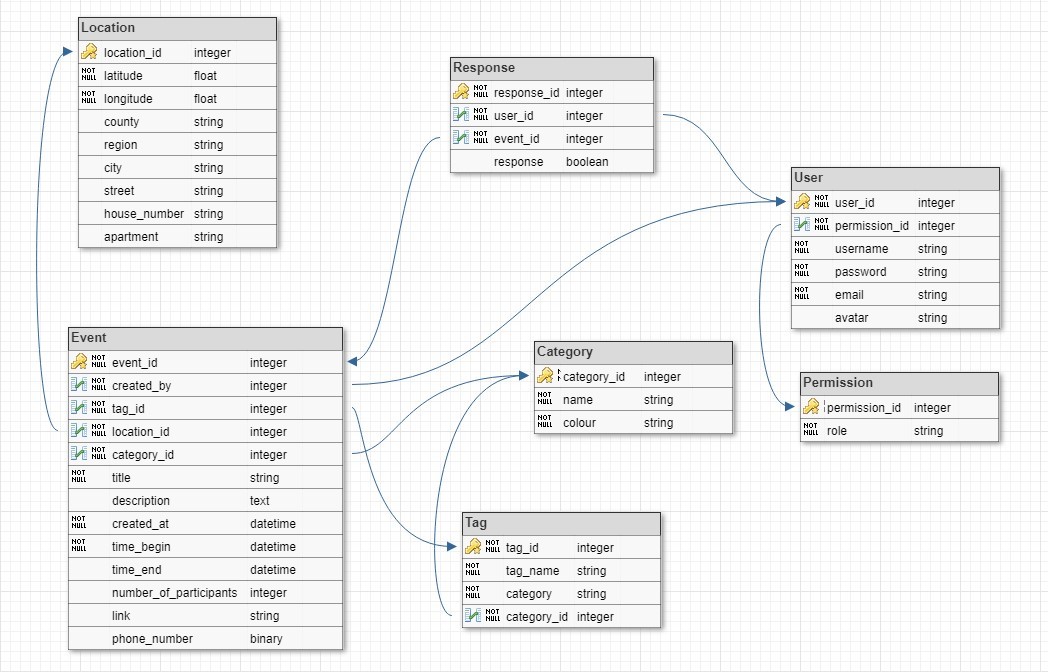 Location
location_id integer
NOT NULL latitude float
NOT NULL longitude float
county string
region string
city string
street string
house_number string
apartment string
Response
NOT NULL response_id integer
NOT NULL user_id integer
NOT NULL event_id integer
response boolean
User
NOT NULL user_id integer
NOT NULL permission_id integer
NOT NULL username string
NOT NULL password string
NOT NULL email string
avatar string
Event
NOT NULL event_id integer
NOT NULL created_by integer
NOT NULL tag_id integer
NOT NULL location_id integer
NOT NULL category_id integer
NOT NULL title string
description text
NOT NULL created_at datetime
NOT NULL time_begin datetime
time_end datetime
number_of_participants integer
link string
phone_number binary
Category
category_id integer
NOT NULL name string
NOT NULL colour string
Permission
permission_id integer
NOT NULL role string
Tag
NOT NULL tag_id integer
NOT NULL tag_name string
NOT NULL category string
NOT NULL category_id integer